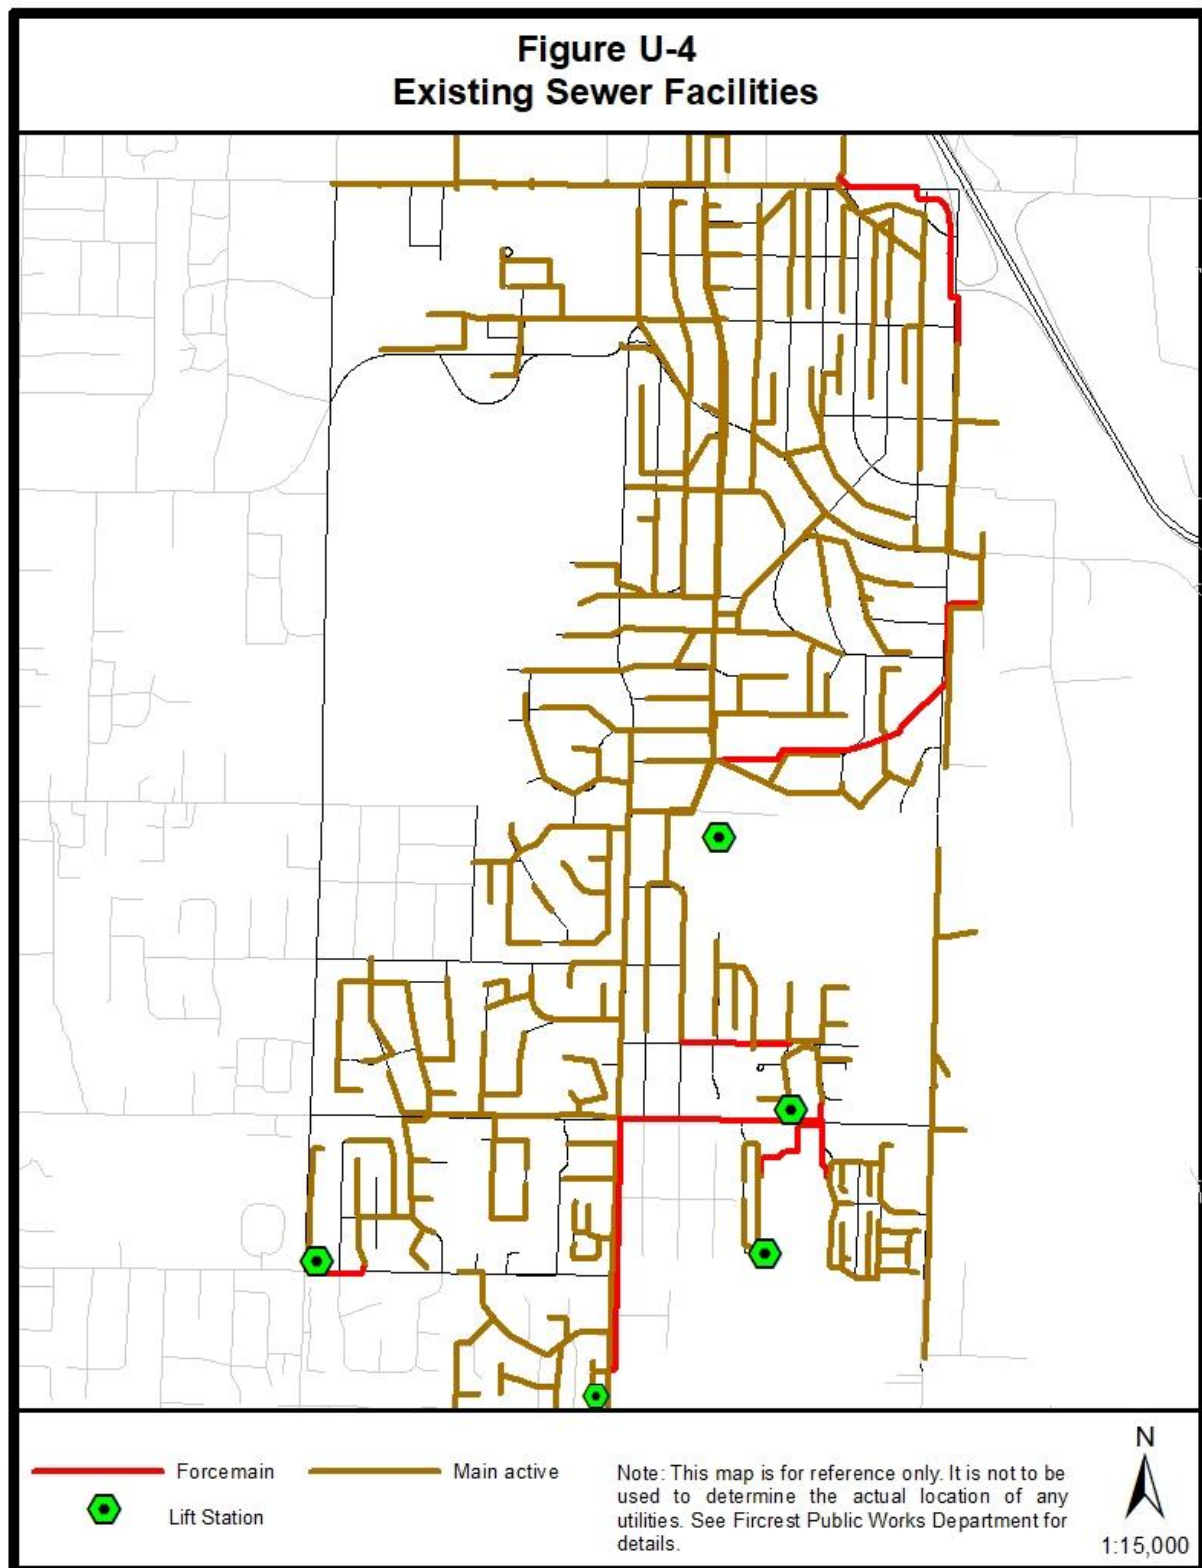 Figure U-4
Existing Sewer Facilities
Forcemain
Main active
Lift Station
Note: This map is for reference only. It is not to be
used to determine the actual location of any
utilities. See Fircrest Public Works Department for
details.
N
1:15,000